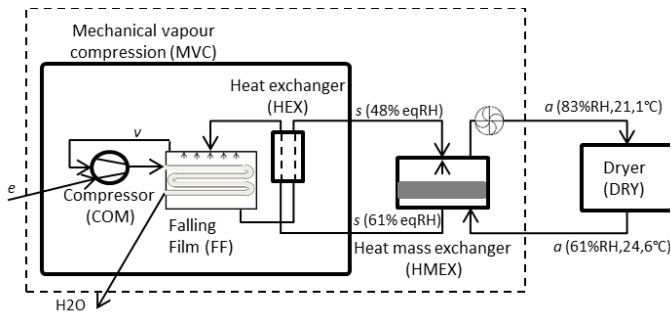 Mechanical vapour
compression (MVC)
Heat exchanger
(HEX)
s (48% eqRH)
a (83%RH,21,1°C)
v
e
Compressor
(COM)
Falling
Film (FF)
s (61% eqRH)
Heat mass exchanger
(HMEX)
Dryer
(DRY)
a (61%RH,24,6°C)
H2O